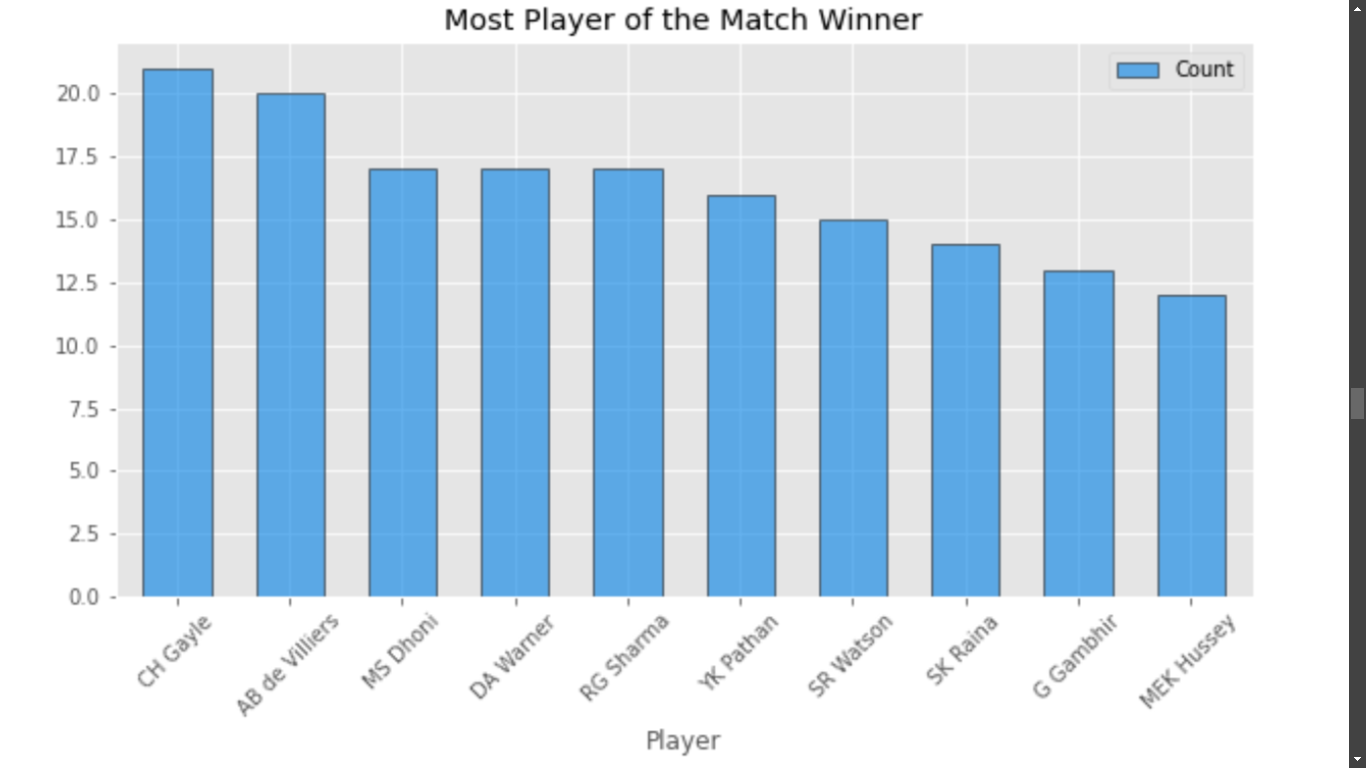 Most Player of the Match Winner
Count
20.0
17.5
15.0
12.5
10.0
7.5
5.0
2.5
0.0
CH Gayle
AB de Villiers
MS Dhoni
DA Warner
RG Sharma
YK Pathan
SR Watson
SK Raina
G Gambhir
MEK Hussey
Player